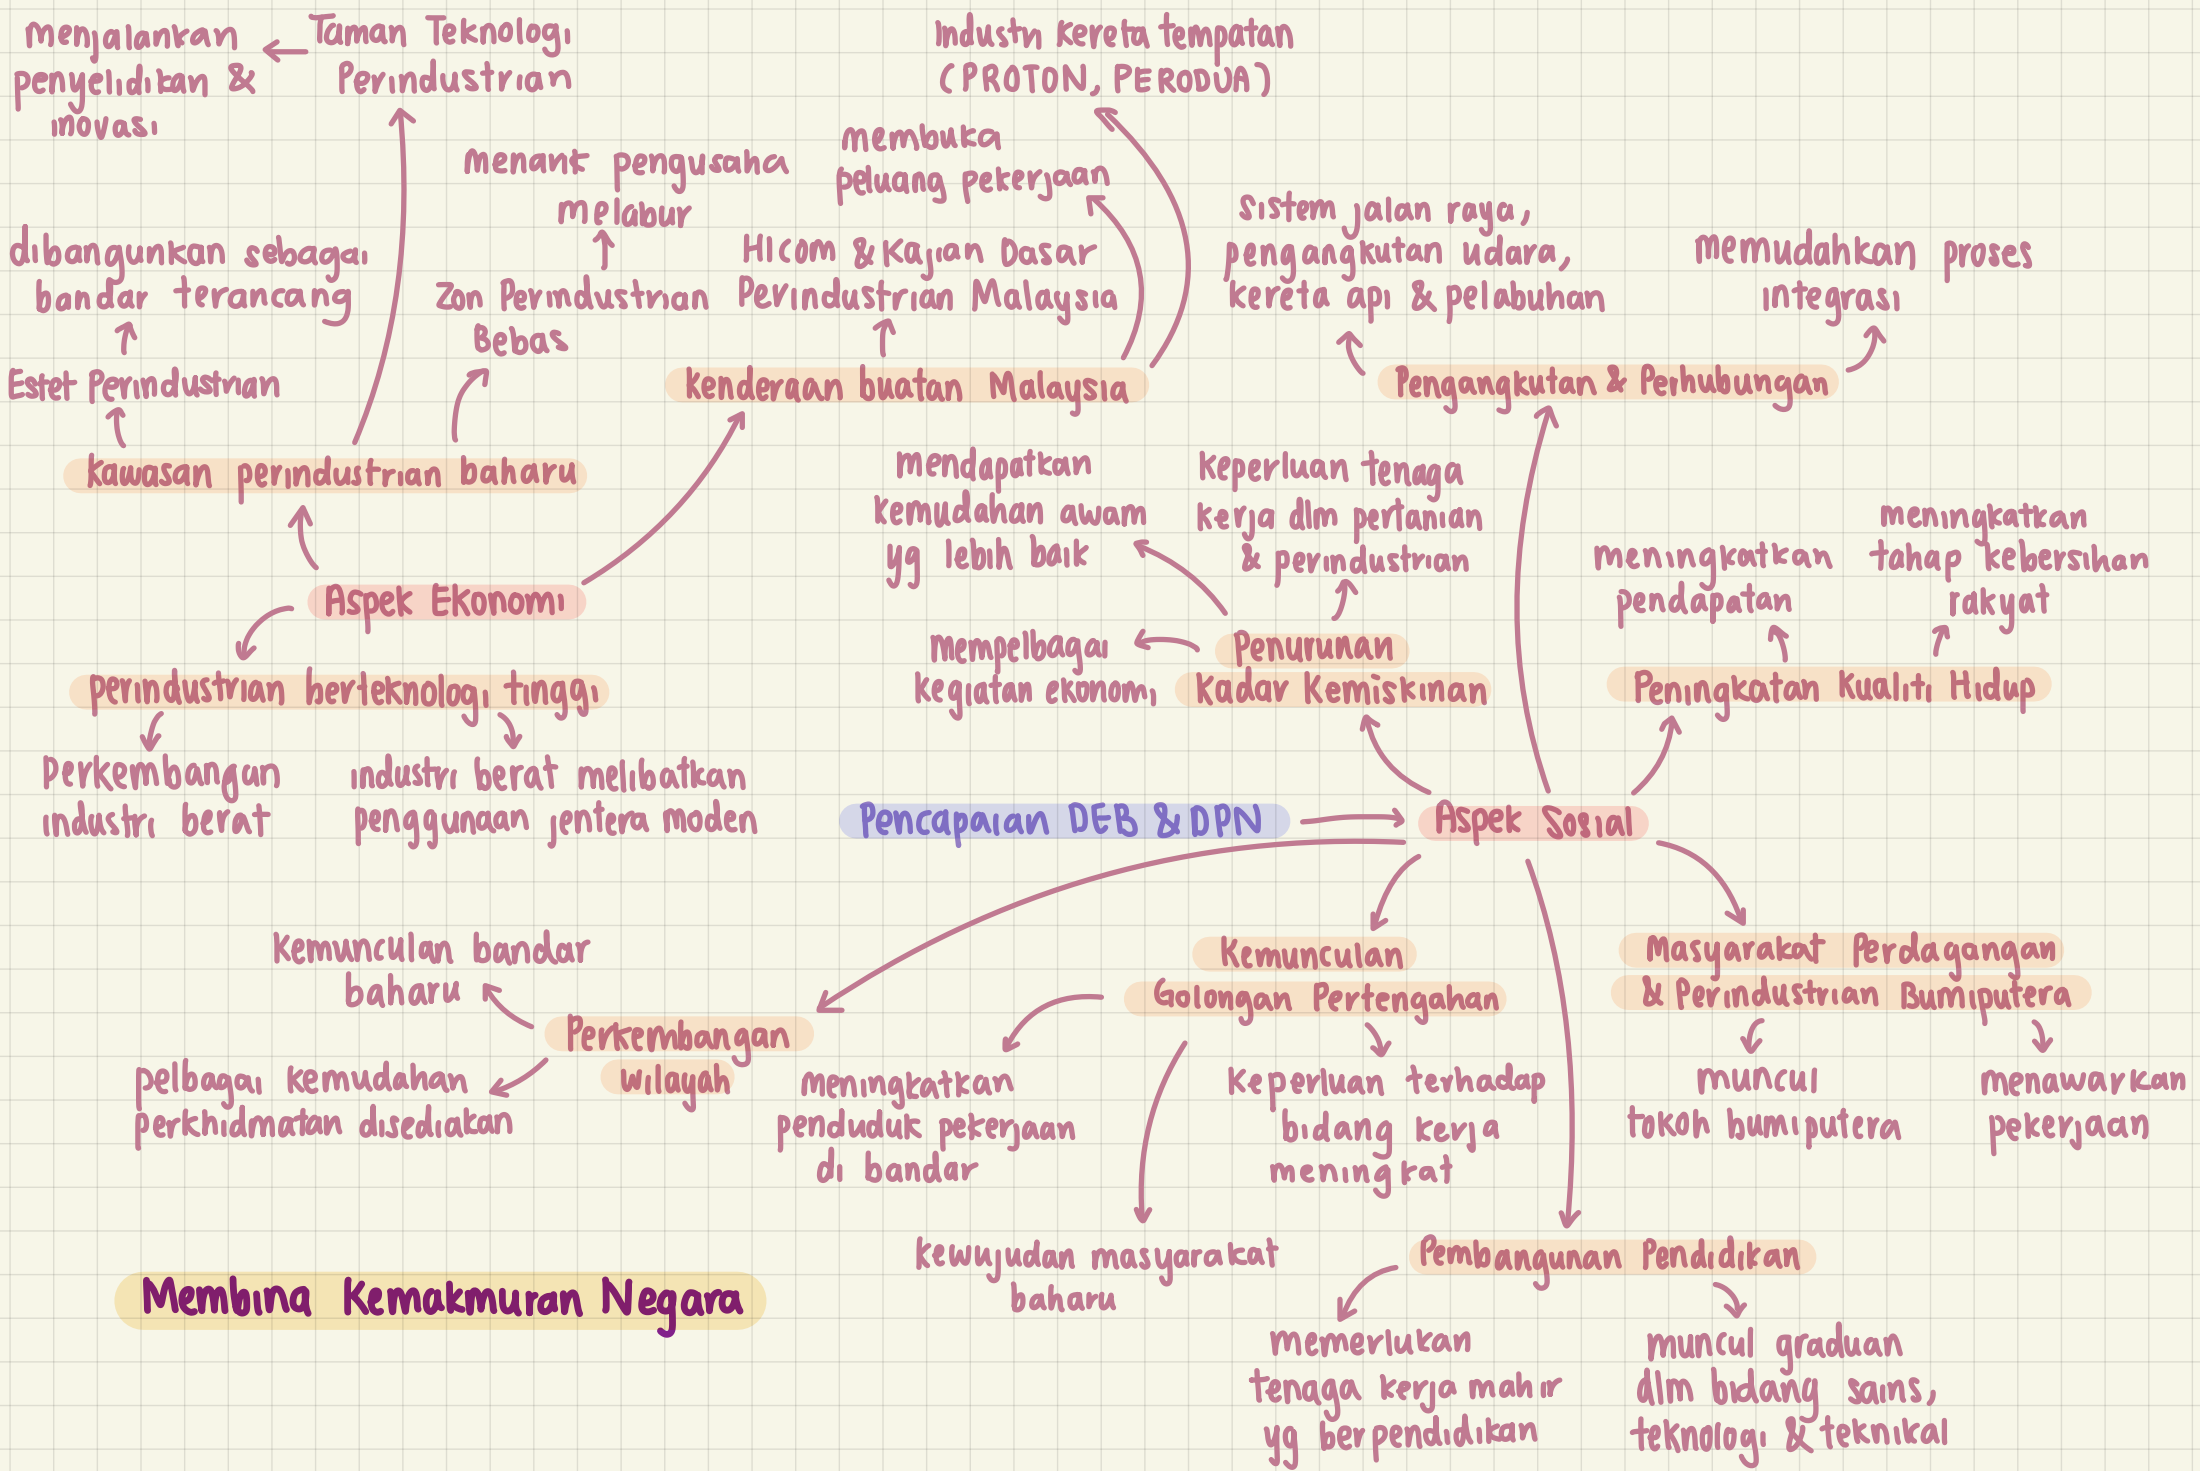 menjalankan
penyelidikan &
inovasi
Taman Teknologi
Perindustrian
Industri kereta tempatan
(PROTON, PERODUA)
menarik pengusaha
melabur
membuka
peluang pekerjaan
dibangunkan sebagai
bandar terancang
Zon Perindustrian
Bebas
HIcom & Kajian Dasar
Perindustrian Malaysia
sistem jalan raya,
pengangkutan udara,
kereta api & pelabuhan
memudahkan proses
integrasi
Estet Perindustrian
Kenderaan buatan Malaysia
Pengangkutan & Perhubungan
Kawasan perindustrian baharu
mendapatkan
kemudahan awam
yg lebih baik
keperluan tenaga
kerja dlm pertanian
& perindustrian
meningkatkan
pendapatan
meningkatkan
tahap kebersihan
rakyat
Aspek Ekonomi
mempelbagai
kegiatan ekonomi
Penurunan
Kadar Kemiskinan
Peningkatan Kualiti Hidup
perindustrian berteknologi tinggi
perkembangan
industri berat
industri berat melibatkan
penggunaan jentera moden
Pencapaian DEB & DPN
Aspek Sosial
Kemunculan bandar
baharu
Perkembangan
wilayah
pelbagai kemudahan
perkhidmatan disediakan
Kemunculan
Golongan Pertengahan
Masyarakat Perdagangan
& Perindustrian Bumiputera
meningkatkan
penduduk pekerjaan
di bandar
Keperluan terhadap
bidang kerja
meningkat
muncul
tokoh bumiputera
menawarkan
pekerjaan
kewujudan masyarakat
baharu
Pembangunan Pendidikan
Membina Kemakmuran Negara
memerlukan
tenaga kerja mahir
yg berpendidikan
muncul graduan
dlm bidang sains,
teknologi & teknikal